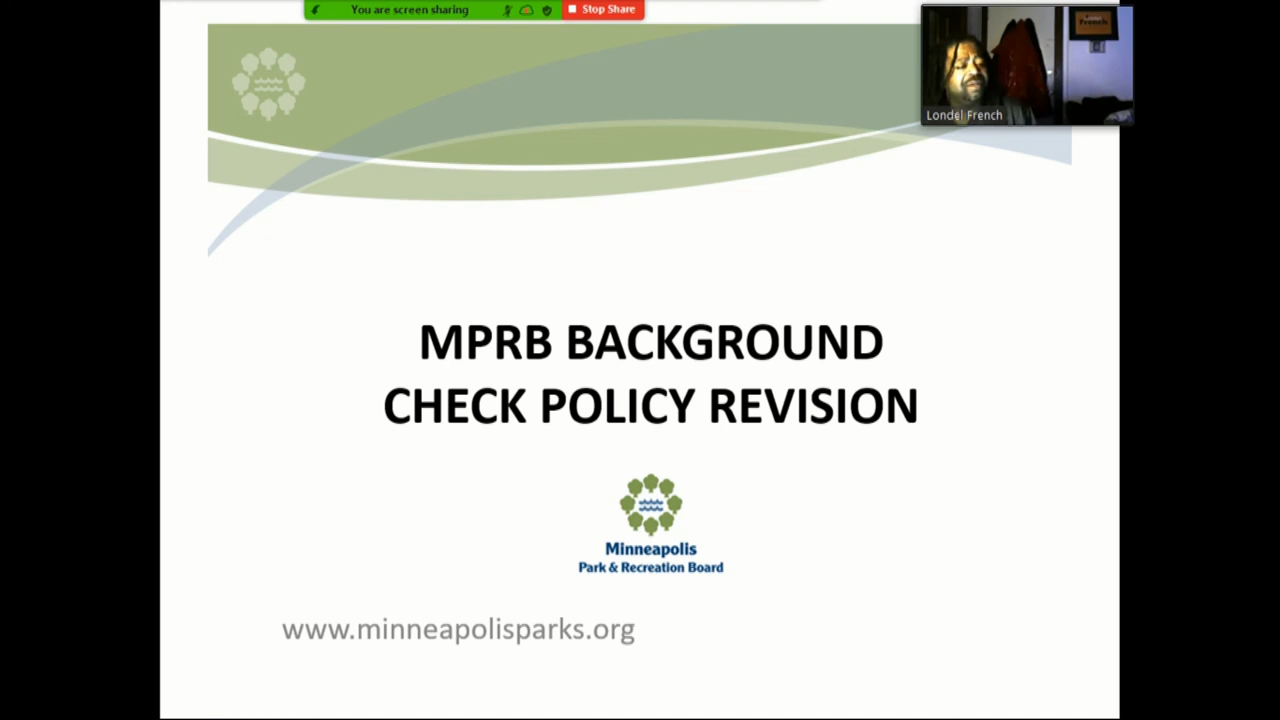 You are screen sharing
Stop Share
French
Londel French
MPRB BACKGROUND
CHECK POLICY REVISION
Minneapolis
Park & Recreation Board
www.minneapolisparks.org